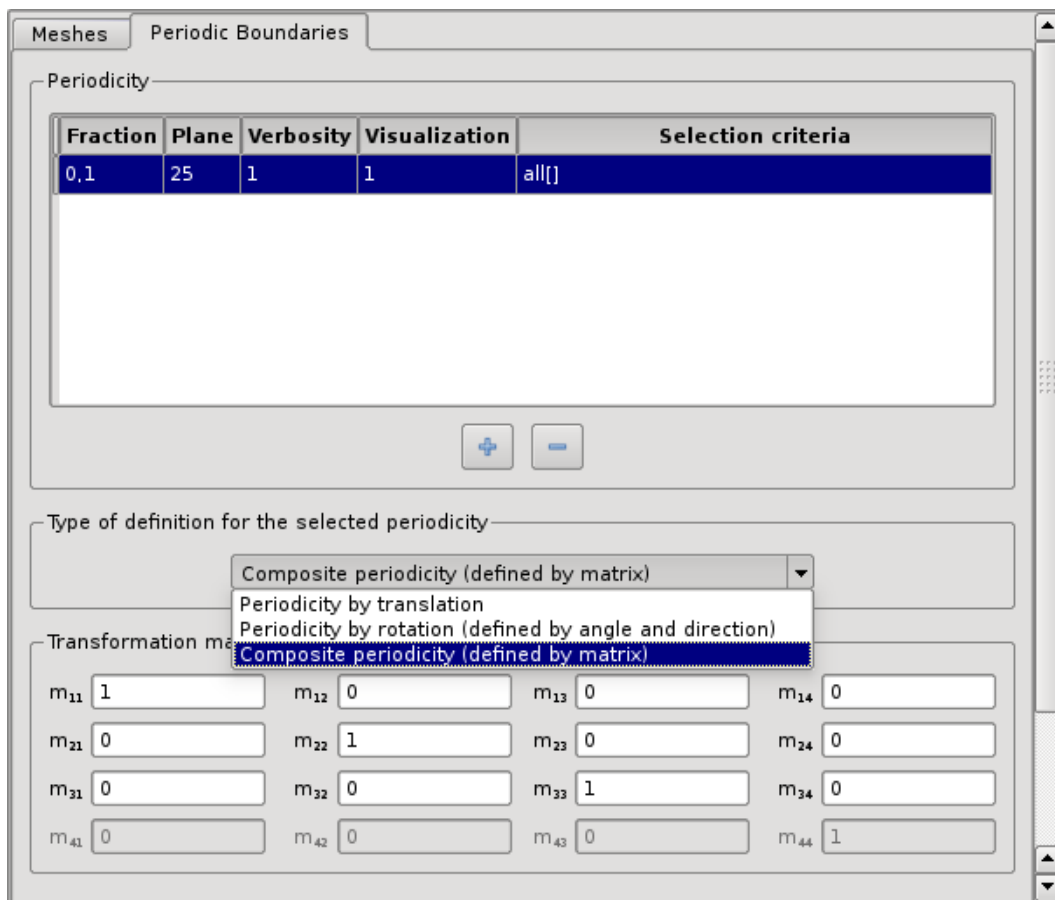 Meshes Periodic Boundaries
Periodicity
Fraction Plane Verbosity Visualization Selection criteria
0,1 25 1 1 all[]
Type of definition for the selected periodicity
Composite periodicity (defined by matrix)
Periodicity by translation
Periodicity by rotation (defined by angle and direction)
Composite periodicity (defined by matrix)
Transformation ma
m₁₁ 1 m₁₂ 0 m₁₃ 0 m₁₄ 0
m₂₁ 0 m₂₂ 1 m₂₃ 0 m₂₄ 0
m₃₁ 0 m₃₂ 0 m₃₃ 1 m₃₄ 0
m₄₁ 0 m₄₂ 0 m₄₃ 0 m₄₄ 1